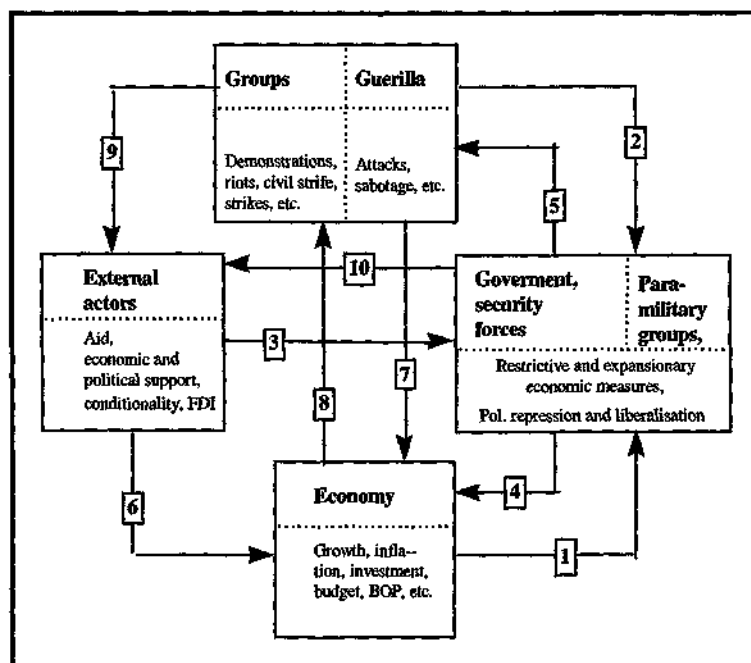 Groups
Guerilla
Demonstrations,
riots, civil strife,
strikes, etc.
Attacks,
sabotage, etc.
9
2
5
External
actors
Aid,
economic and
political support,
conditionality, FDI
10
3
Goverment,
security
forces
Para-
military
groups,
Restrictive and expansionary
economic measures,
Pol. repression and liberalisation
8
7
6
4
1
Economy
Growth, infla--
tion, investment,
budget, BOP, etc.